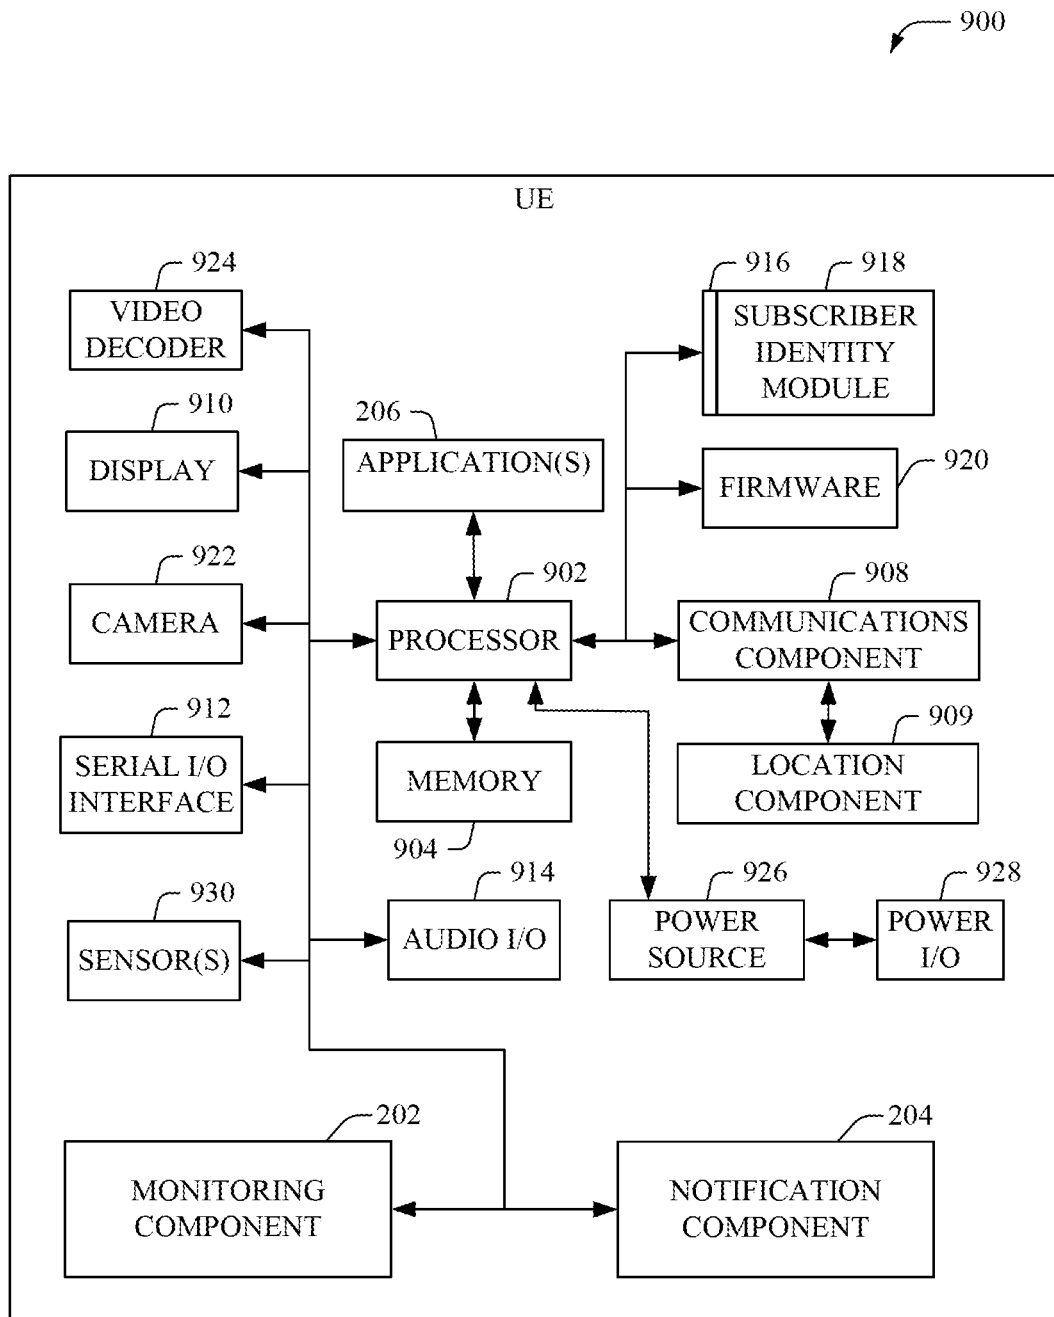 900
UE
924
VIDEO
DECODER
916
918
SUBSCRIBER
IDENTITY
MODULE
910
DISPLAY
206
APPLICATION(S)
920
FIRMWARE
922
CAMERA
902
PROCESSOR
908
COMMUNICATIONS
COMPONENT
912
SERIAL I/O
INTERFACE
MEMORY
904
909
LOCATION
COMPONENT
930
SENSOR(S)
914
AUDIO I/O
926
POWER
SOURCE
928
POWER
I/O
202
MONITORING
COMPONENT
204
NOTIFICATION
COMPONENT